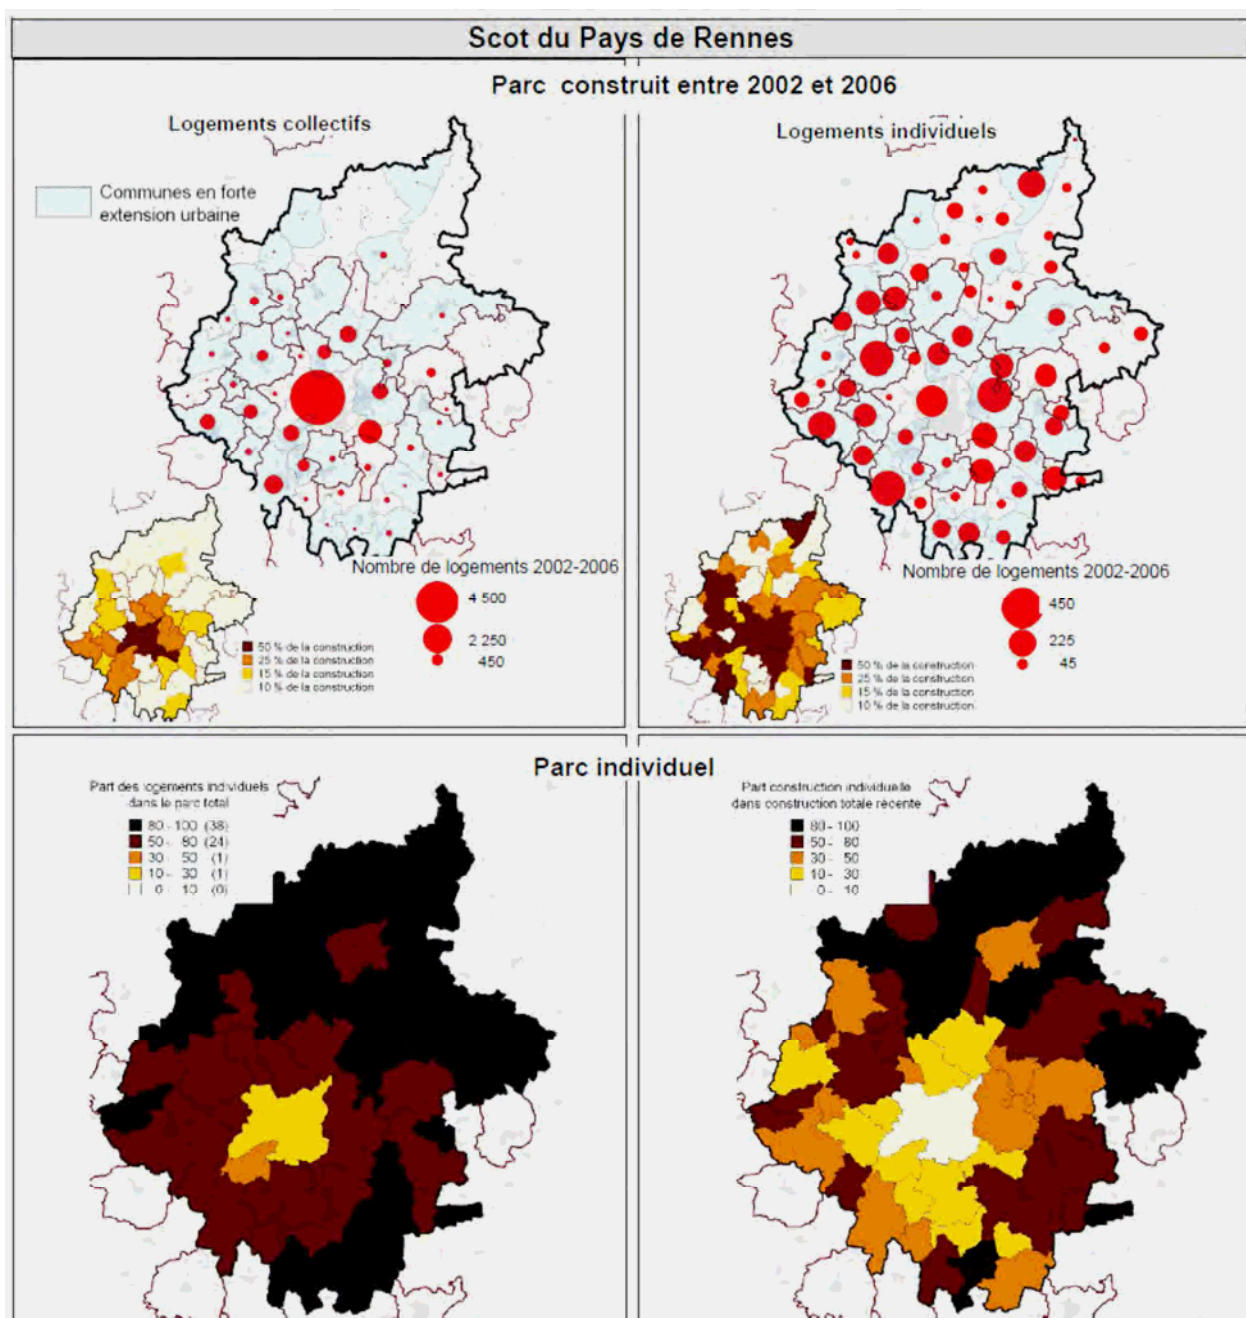 Scot du Pays de Rennes
Parc construit entre 2002 et 2006
Logements collectifs
Communes en forte
extension urbaine
Nombre de logements 2002-2006
4 500
2 250
450
50 % de la construction
25 % de la construction
15 % de la construction
10 % de la construction
Logements individuels
Nombre de logements 2002-2006
450
225
45
50 % de la construction
25 % de la construction
15 % de la construction
10 % de la construction
Parc individuel
Part des logements individuels
dans le parc total
80 - 100 (38)
50 - 80 (24)
30 - 50 (1)
10 - 30 (1)
0 - 10 (0)
Part construction individuelle
dans construction totale récente
80 - 100
50 - 80
30 - 50
10 - 30
0 - 10